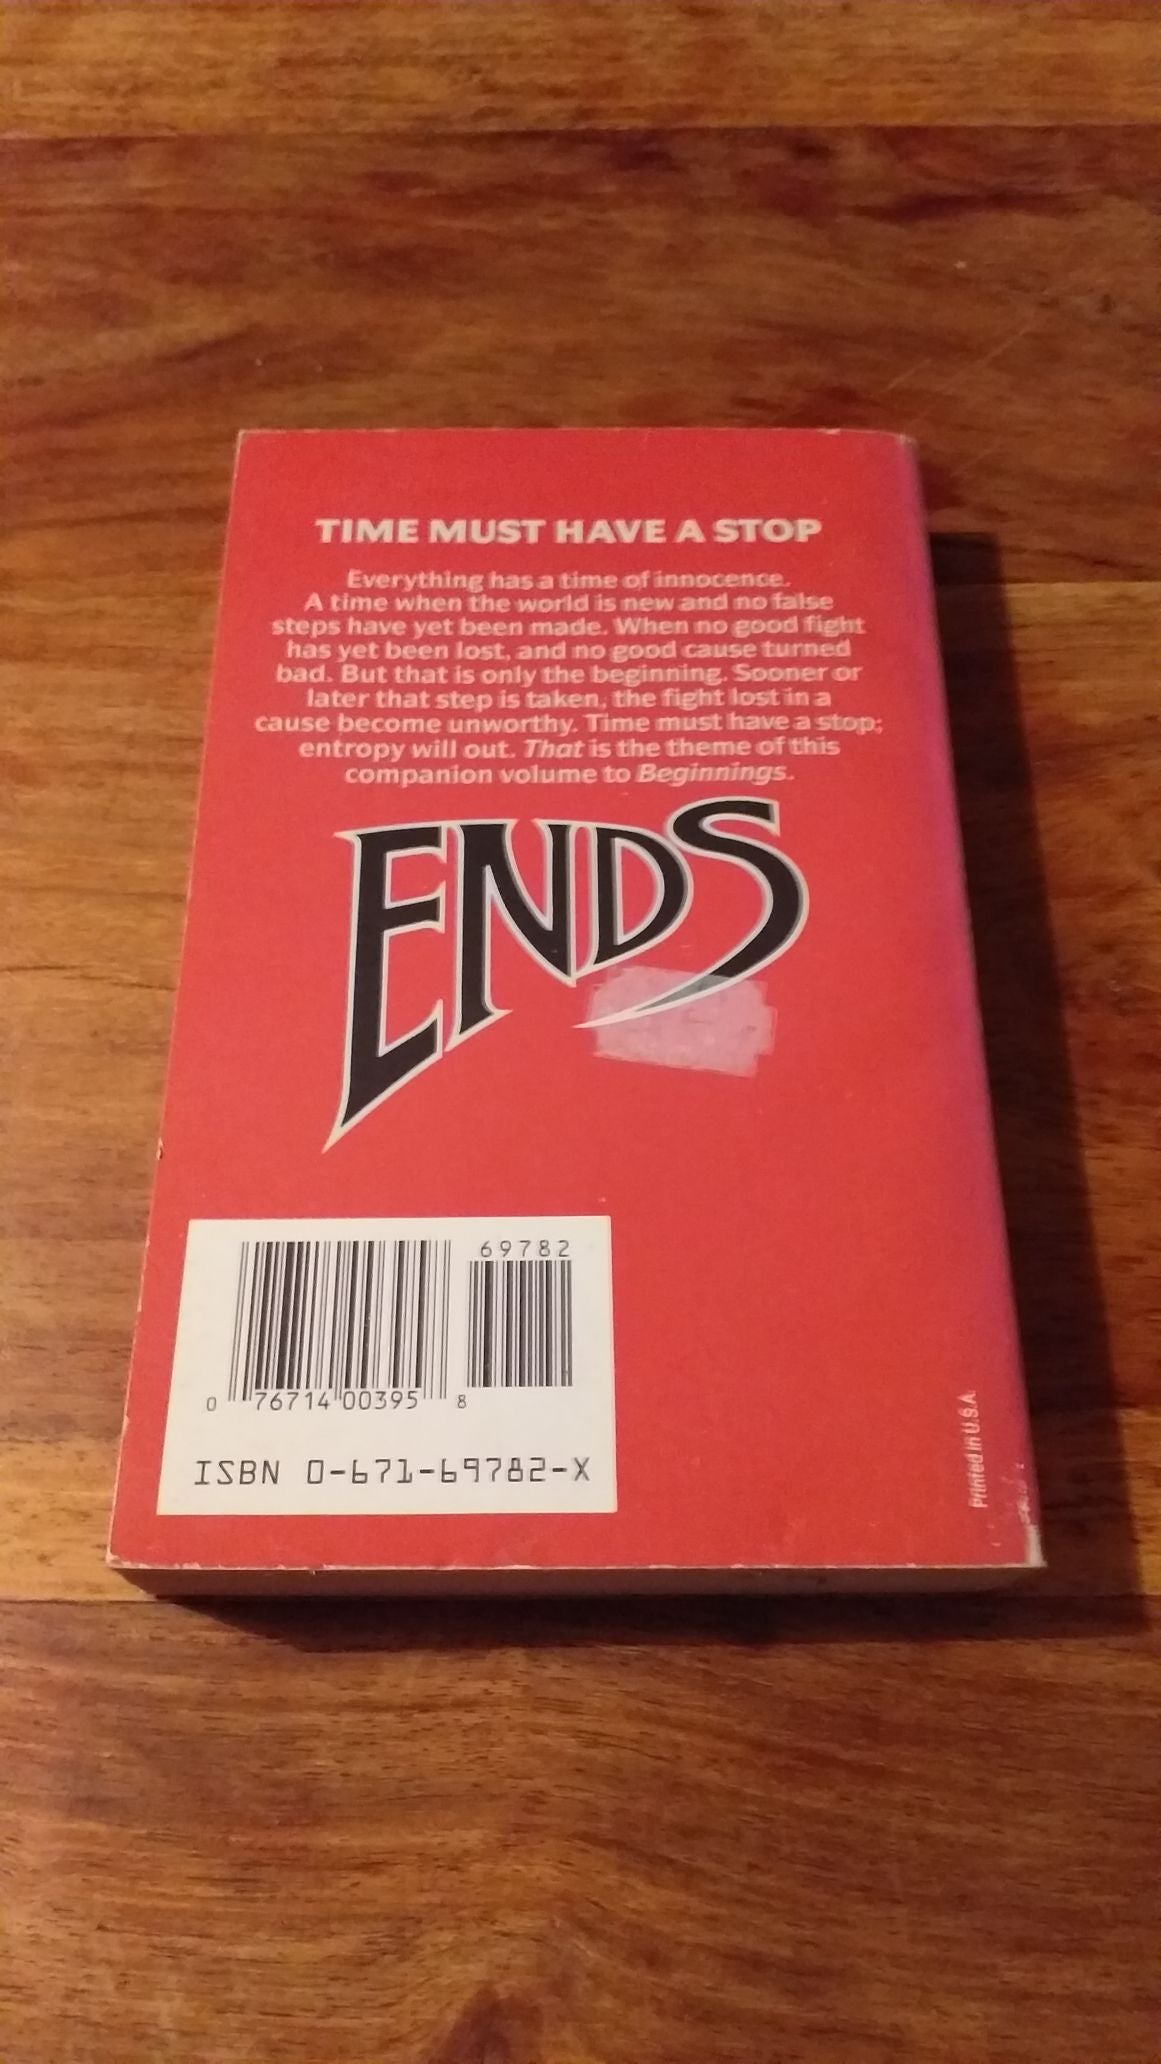 TIME MUST HAVE A STOP
Everything has a time of innocence.
A time when the world is new and no false
steps have yet been made. When no good fight
has yet been lost, and no good cause turned
bad. But that is only the beginning. Sooner or
later that step is taken, the fight lost in a
cause become unworthy. Time must have a stop;
entropy will out. That is the theme of this
companion volume to Beginnings.
ENDS
69782
0 76714 00395 8
ISBN 0-671-69782-X
Printed in U.S.A.